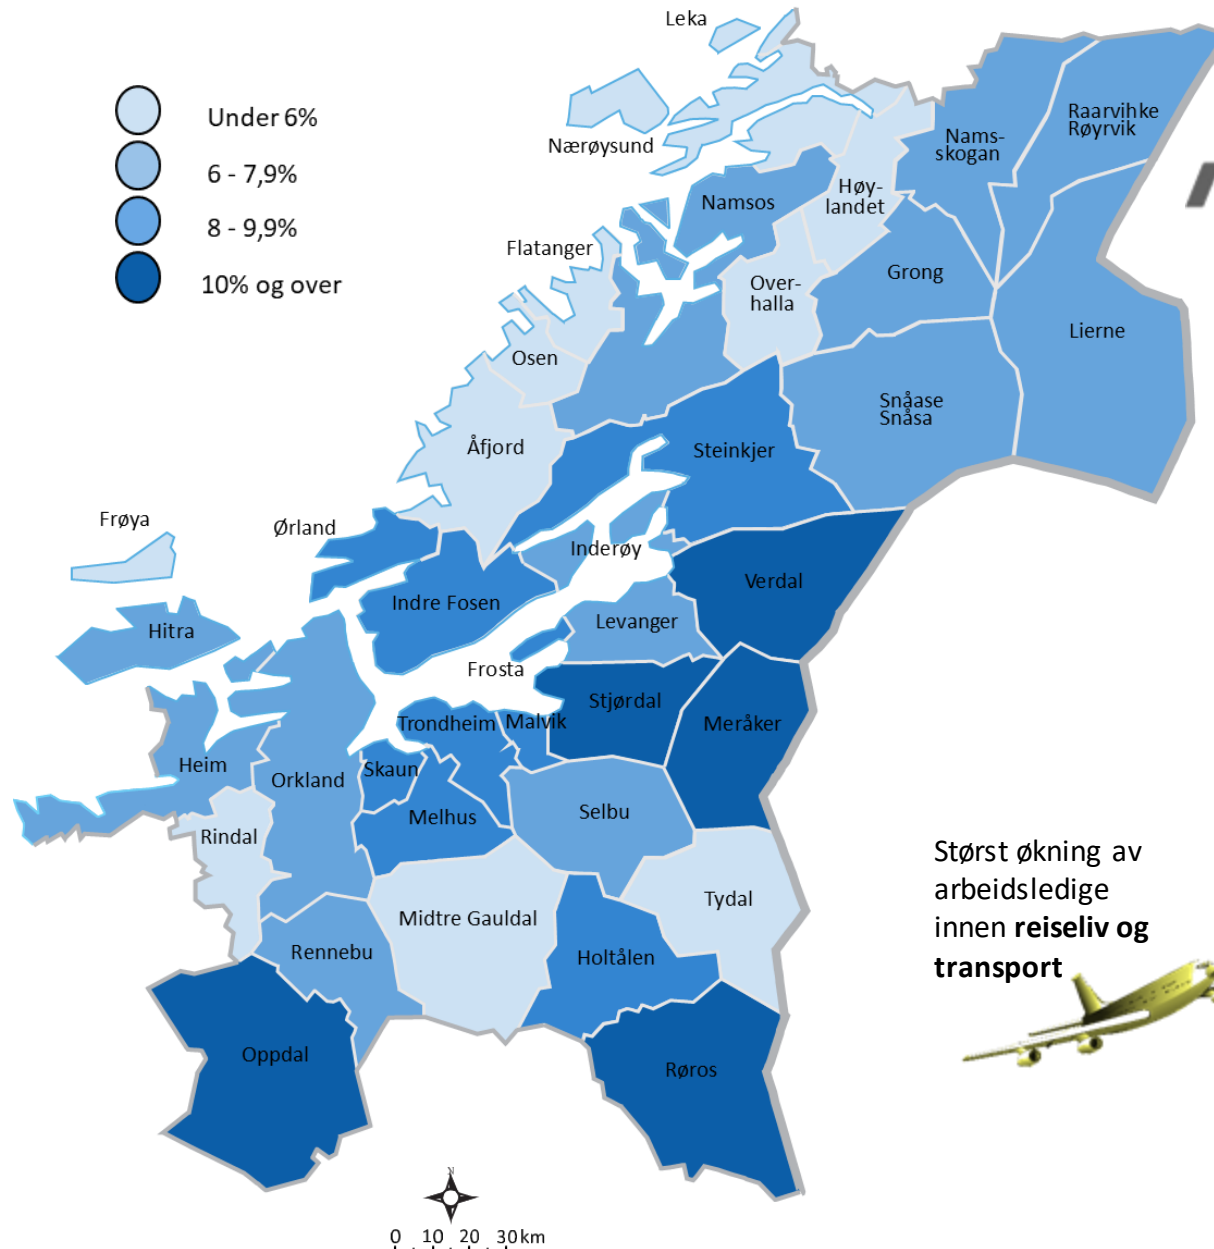 Leka
Under 6%
6 - 7,9%
8 - 9,9%
10% og over
Nærøysund
Raarvihke
Røyrvik
Nams-
skogan
Høy-
landet
Namsos
Flatanger
Over-
halla
Grong
Lierne
Osen
Snåase
Snåsa
Åfjord
Steinkjer
Frøya
Ørland
Inderøy
Verdal
Indre Fosen
Hitra
Levanger
Frosta
Stjørdal
Meråker
Trondheim
Malvik
Heim
Skaun
Orkland
Melhus
Selbu
Rindal
Størst økning av
arbeidsledige
innen reiseliv og
transport
Tydal
Midtre Gauldal
Rennebu
Holtålen
Oppdal
Røros
N
0 10 20 30 km